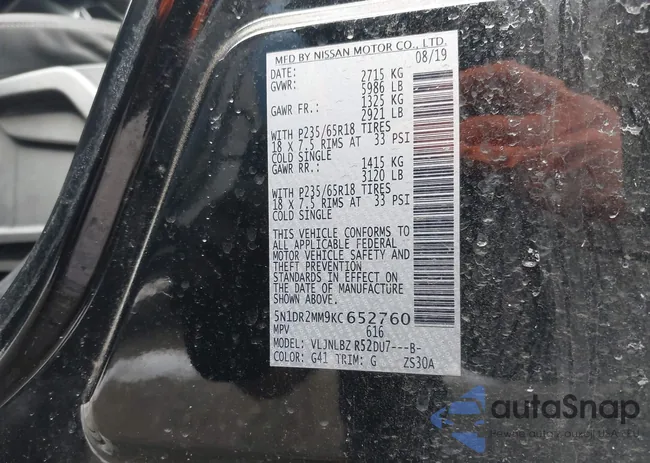 MFD BY NISSAN MOTOR CO., LTD.
DATE: 08/19
GVWR: 2715 KG
5986 LB
GAWR FR.: 1325 KG
2921 LB
WITH P235/65R18 TIRES
18 X 7.5 RIMS AT 33 PSI
COLD SINGLE
GAWR RR.: 1415 KG
3120 LB
WITH P235/65R18 TIRES
18 X 7.5 RIMS AT 33 PSI
COLD SINGLE
THIS VEHICLE CONFORMS TO
ALL APPLICABLE FEDERAL
MOTOR VEHICLE SAFETY AND
THEFT PREVENTION
STANDARDS IN EFFECT ON
THE DATE OF MANUFACTURE
SHOWN ABOVE.
5N1DR2MM9KC652760
MPV 616
MODEL: VLJNLBZ R52DU7---B-
COLOR: G41 TRIM: G ZS30A
autaSnap